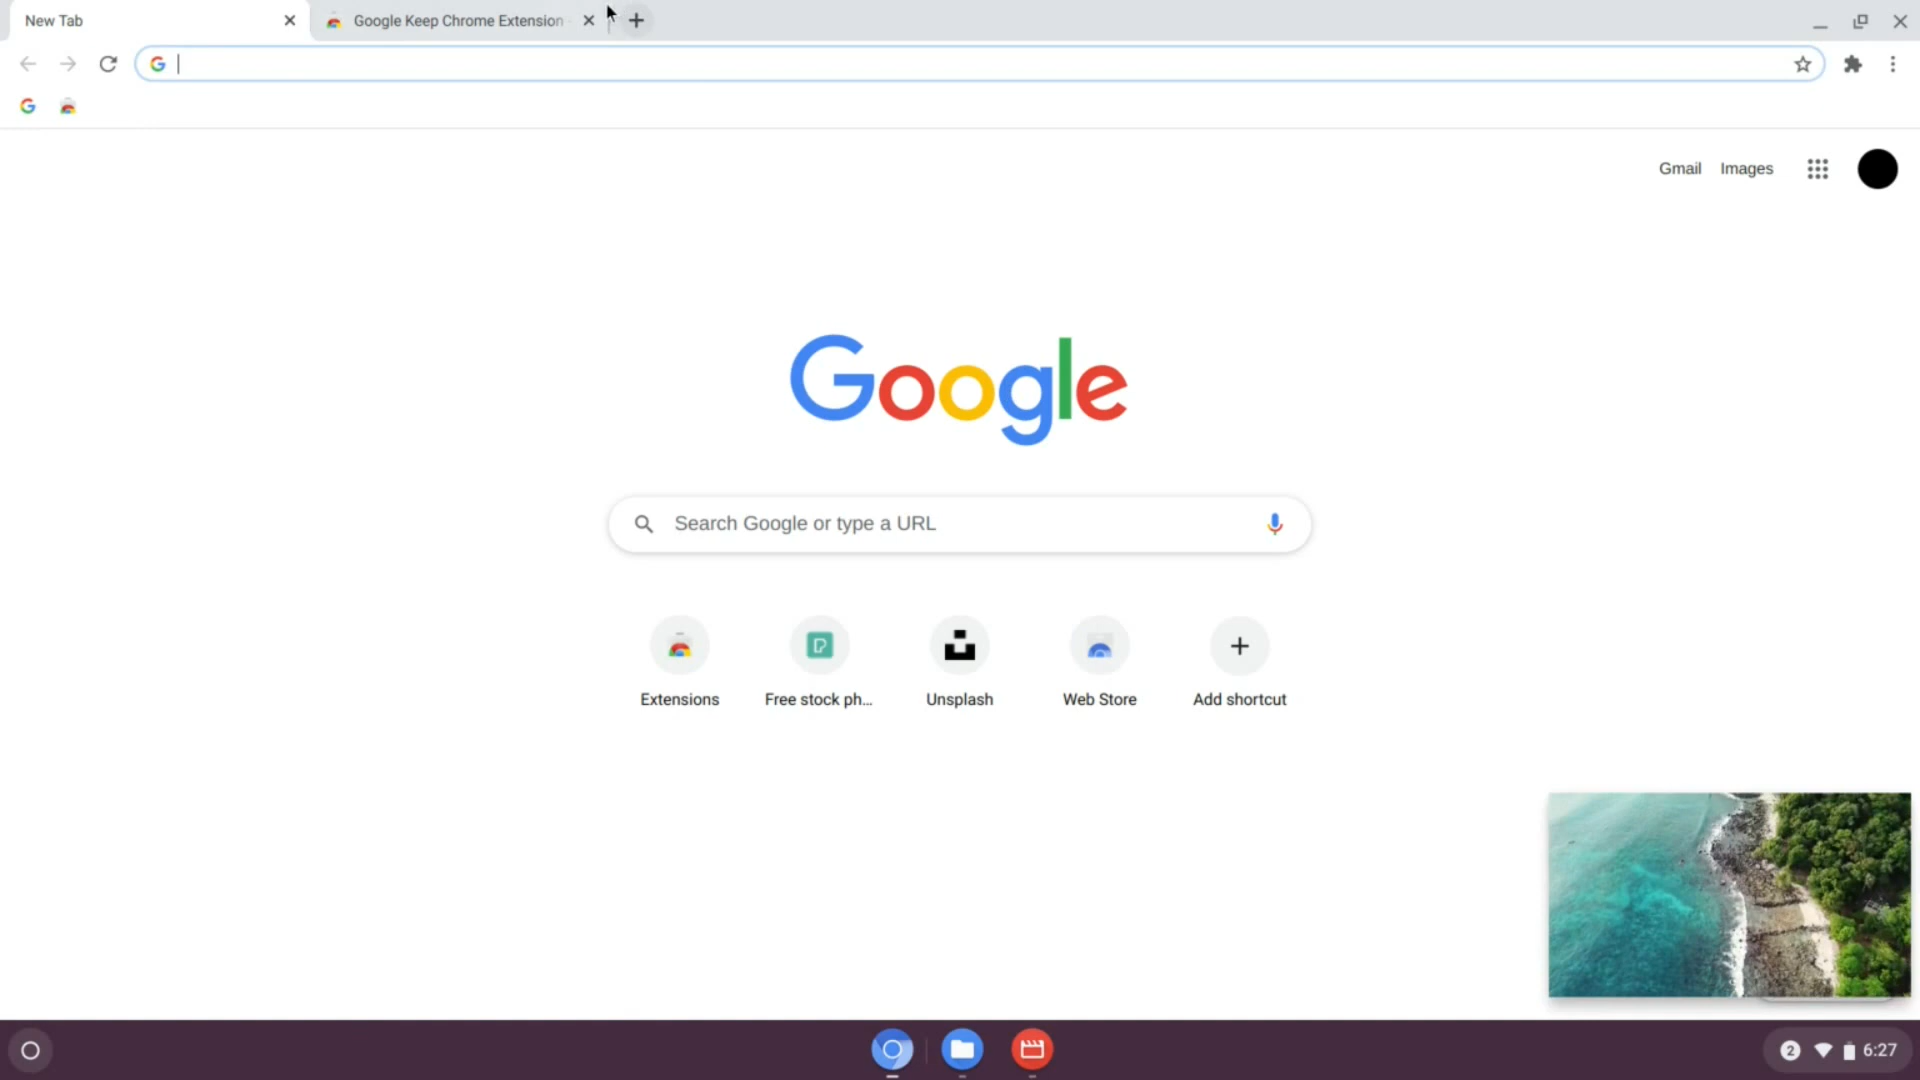 New Tab
Google Keep Chrome Extension
Gmail
Images
Google
Search Google or type a URL
Extensions
Free stock ph...
Unsplash
Web Store
Add shortcut
2
6:27